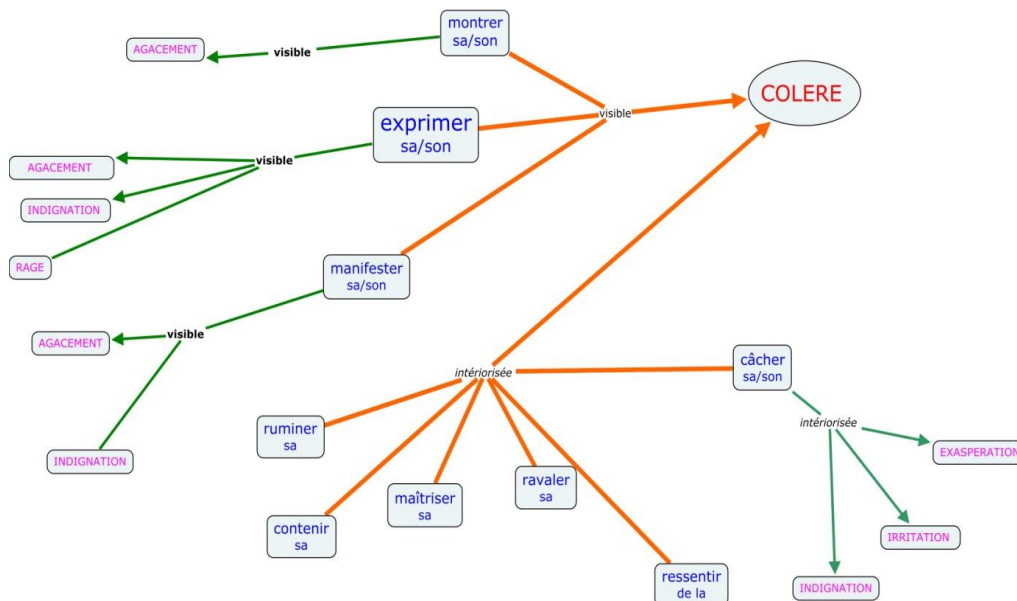 montrer
sa/son
AGACEMENT
visible
COLERE
exprimer
sa/son
visible
visible
AGACEMENT
INDIGNATION
RAGE
manifester
sa/son
visible
AGACEMENT
INDIGNATION
intériorisée
câcher
sa/son
ruminer
sa
intériorisée
EXASPERATION
ravaler
sa
maîtriser
sa
contenir
sa
IRRITATION
ressentir
de la
INDIGNATION